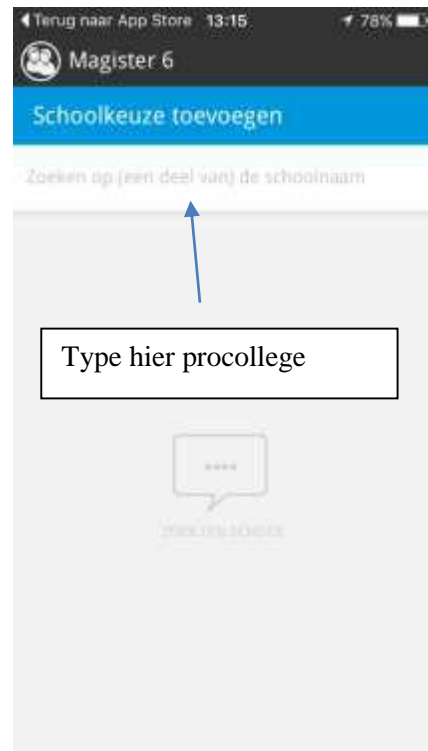 Terug naar App Store 13:15 78%
Magister 6
Schoolkeuze toevoegen
Zoeken op (een deel van) de schoolnaam
Type hier procollege